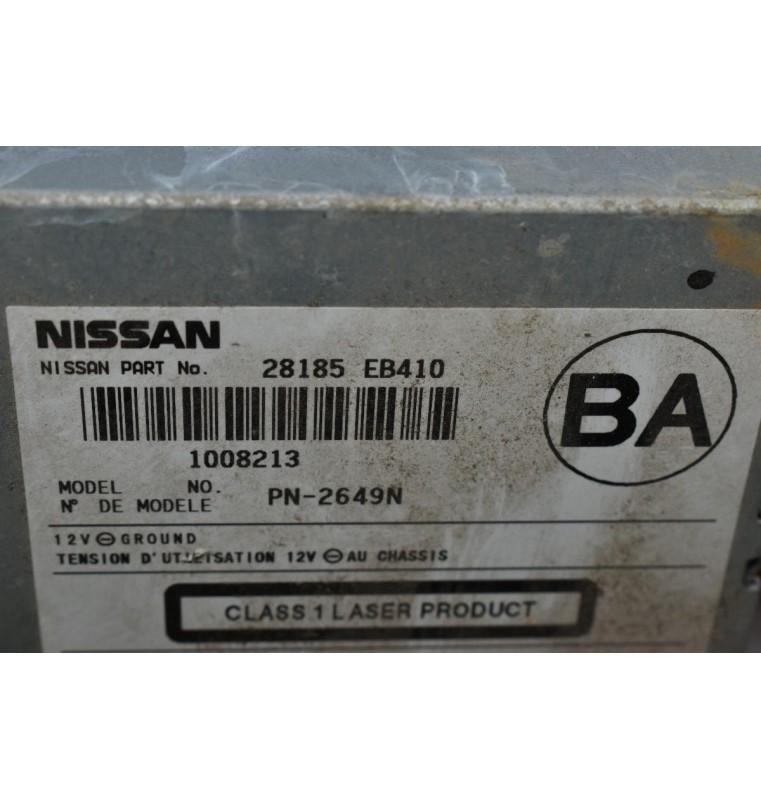 NISSAN
NISSAN PART No. 28185 EB410
BA
1008213
MODEL NO.
Nº DE MODELE PN-2649N
12V ⊖ GROUND
TENSION D'UTLEISATION 12V ⊖ AU CHASSIS
CLASS 1 LASER PRODUCT